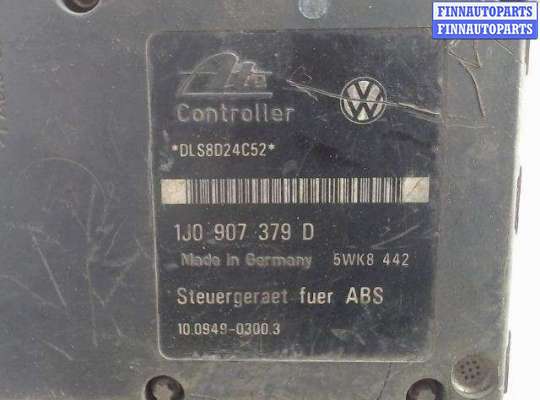 FINNAUTOPARTS
FINNAUTOPARTS
Ate
Controller
*DLS8D24C52*
1J0 907 379 D
Made in Germany 5WK8 442
Steuergeraet fuer ABS
10.0949-0300.3